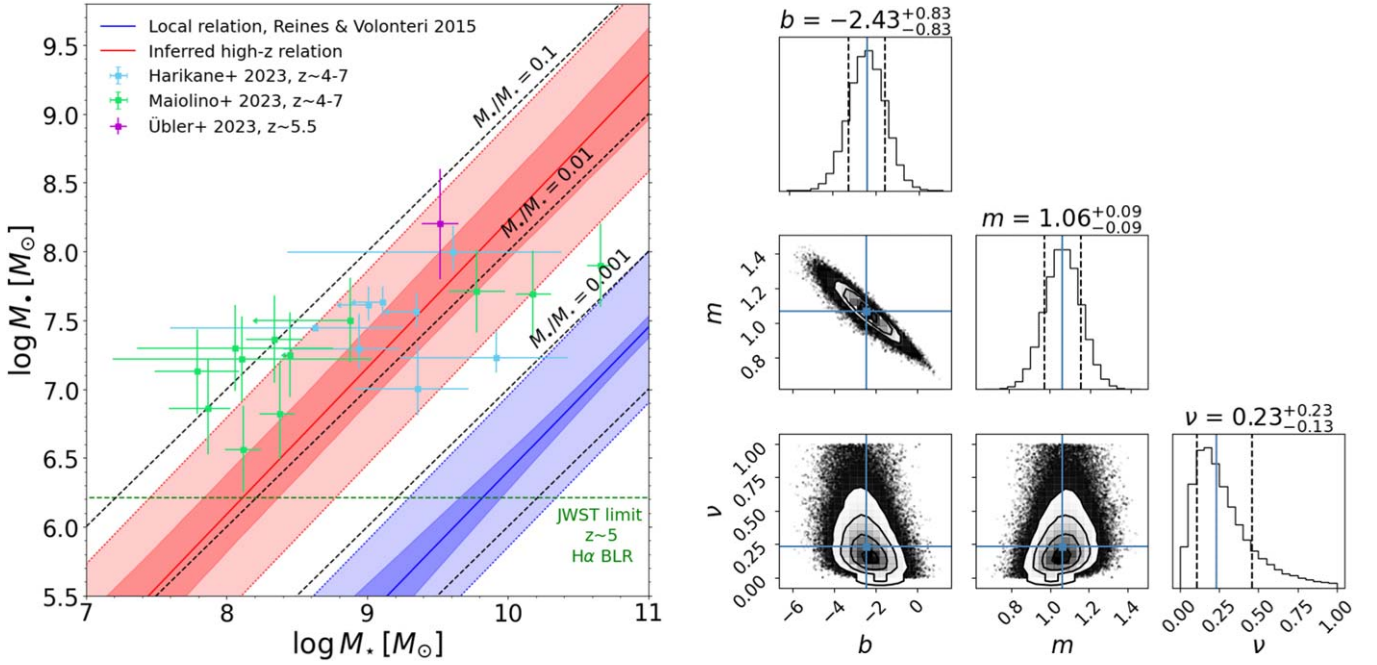 Local relation, Reines & Volonteri 2015
Inferred high-z relation
Harikane+ 2023, z~4-7
Maiolino+ 2023, z~4-7
Übler+ 2023, z~5.5
M•/M⋆ = 0.1
M•/M⋆ = 0.01
M•/M⋆ = 0.001
JWST limit
z~5
Hα BLR
log M• [M⊙]
9.5
9.0
8.5
8.0
7.5
7.0
6.5
6.0
5.5
7 8 9 10 11
log M⋆ [M⊙]
b = −2.43 +0.83 −0.83
m = 1.06 +0.09 −0.09
ν = 0.23 +0.23 −0.13
m
1.4
1.2
1.0
0.8
ν
1.00
0.75
0.50
0.25
0.00
−6 −4 −2 0
b
0.8 1.0 1.2 1.4
m
0.00 0.25 0.50 0.75 1.00
ν